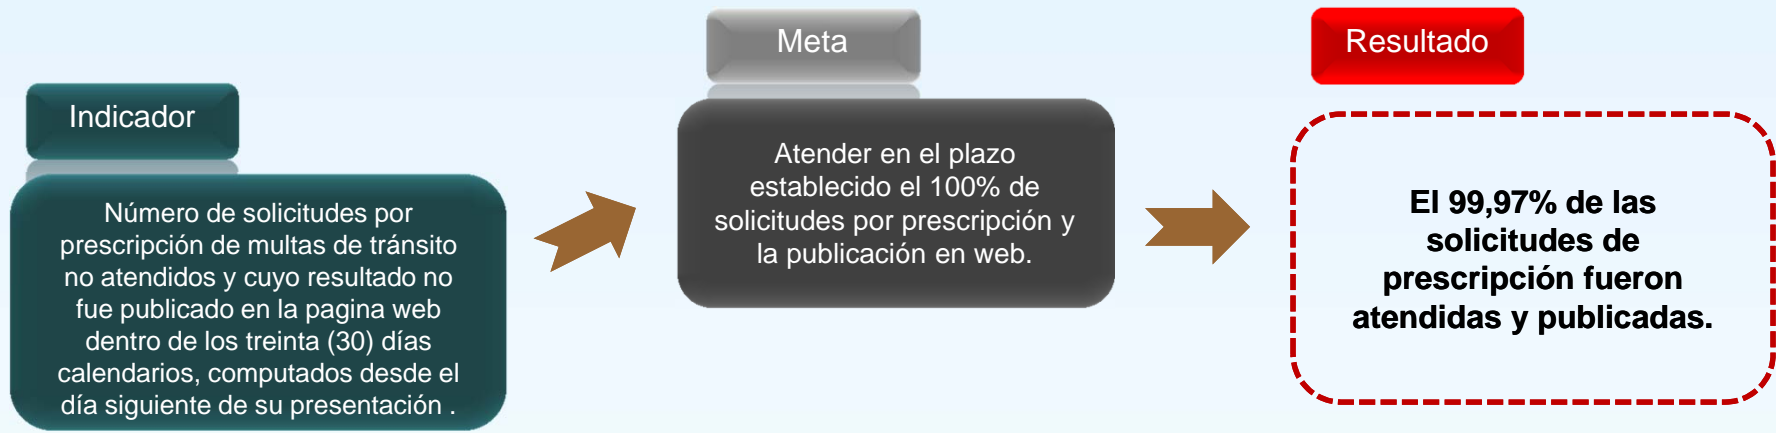 Indicador
Número de solicitudes por
prescripción de multas de tránsito
no atendidos y cuyo resultado no
fue publicado en la pagina web
dentro de los treinta (30) días
calendarios, computados desde el
día siguiente de su presentación .
Meta
Atender en el plazo
establecido el 100% de
solicitudes por prescripción y
la publicación en web.
Resultado
El 99,97% de las
solicitudes de
prescripción fueron
atendidas y publicadas.